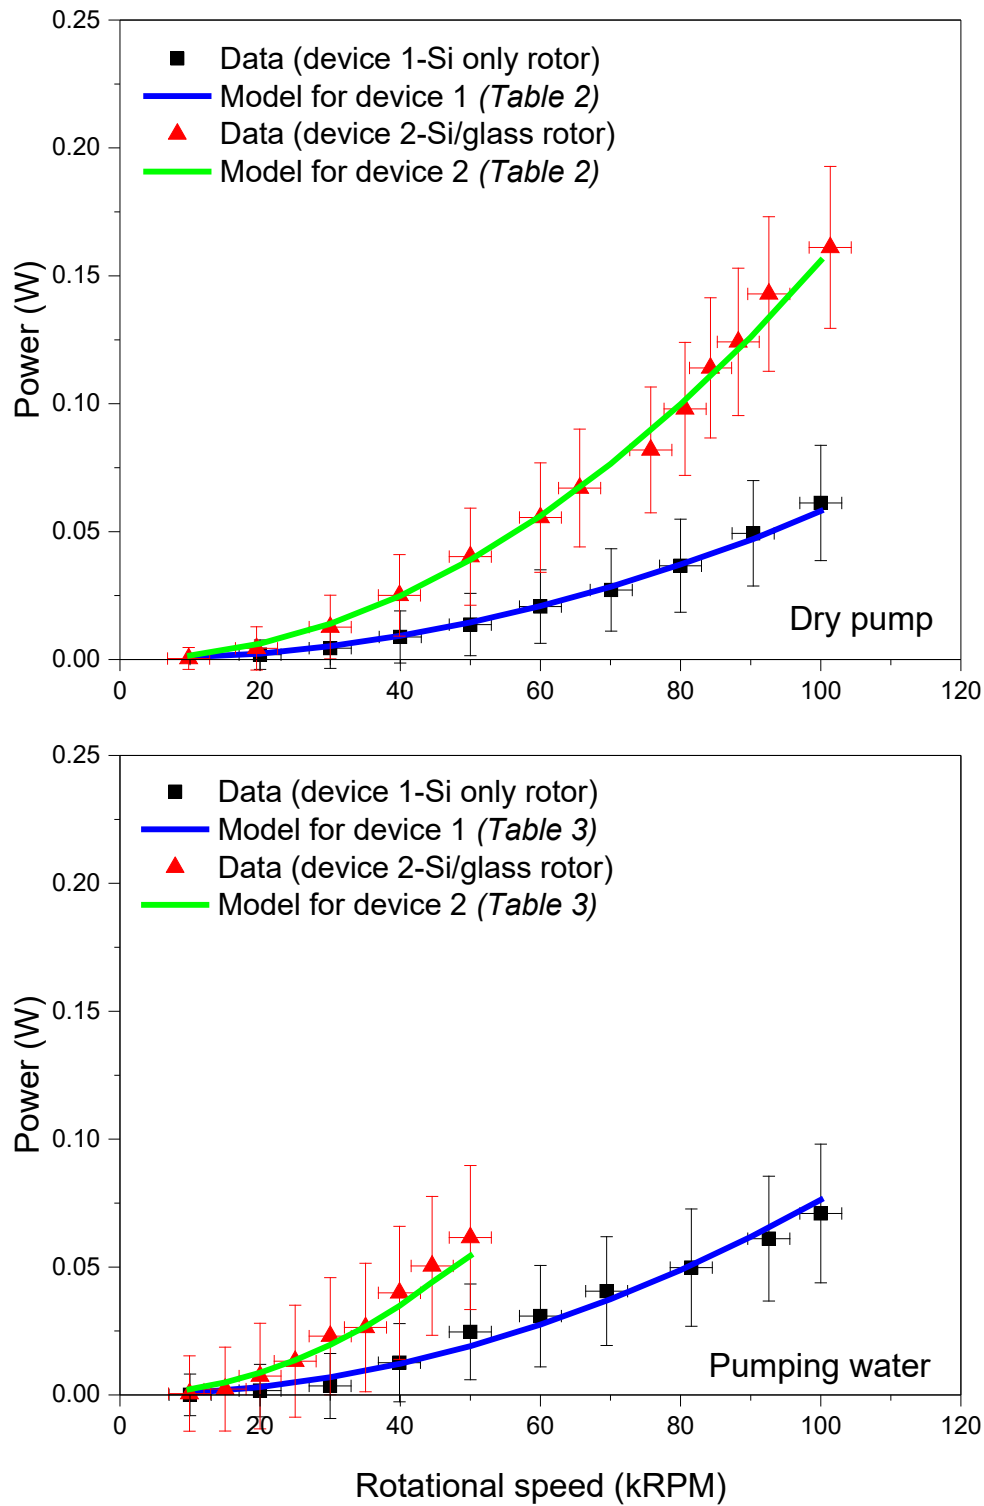 0.25
Data (device 1-Si only rotor)
Model for device 1 (Table 2)
Data (device 2-Si/glass rotor)
Model for device 2 (Table 2)
0.20
0.15
0.10
0.05
0.00
Power (W)
Dry pump
0 20 40 60 80 100 120
0.25
Data (device 1-Si only rotor)
Model for device 1 (Table 3)
Data (device 2-Si/glass rotor)
Model for device 2 (Table 3)
0.20
0.15
0.10
0.05
0.00
Power (W)
Pumping water
0 20 40 60 80 100 120
Rotational speed (kRPM)